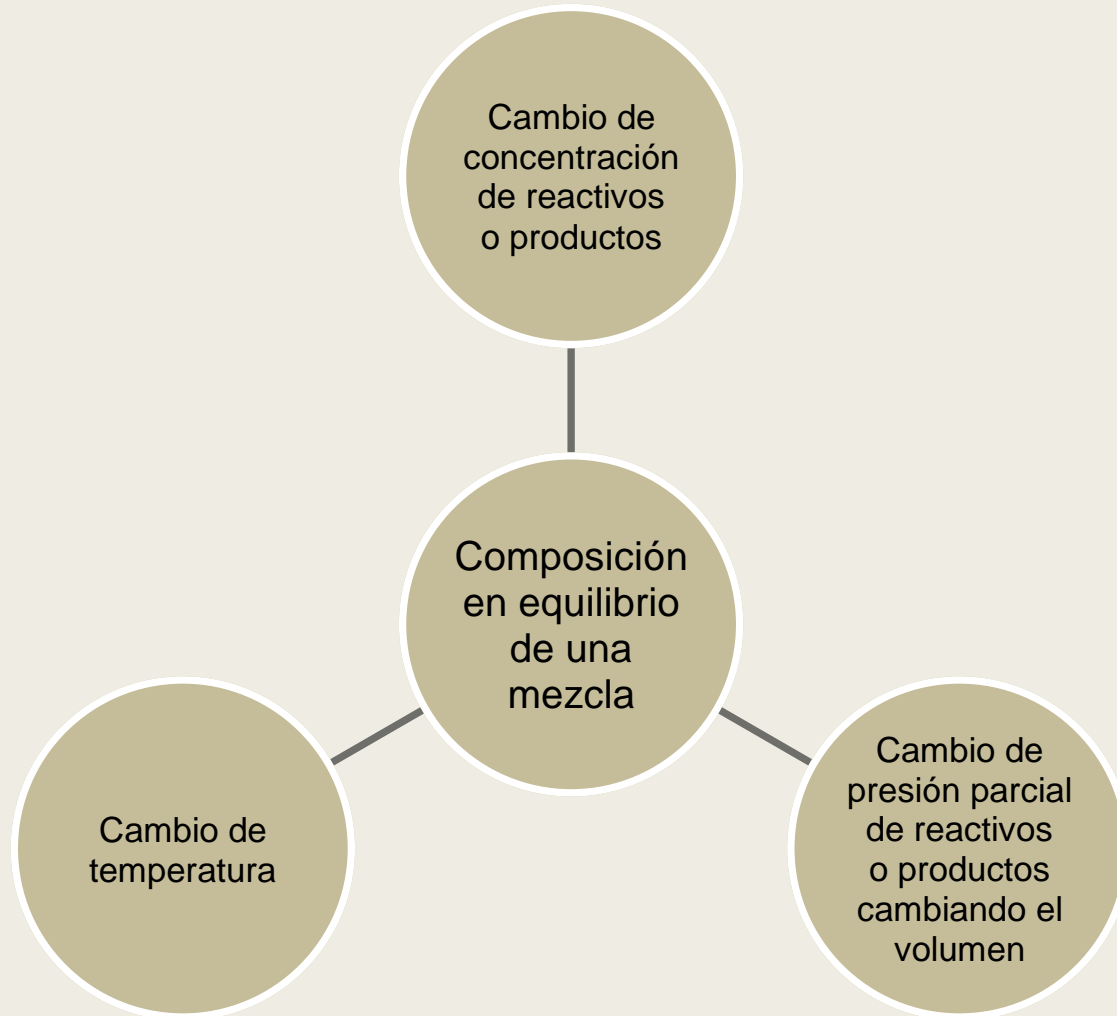 Cambio de
concentración
de reactivos
o productos
Composición
en equilibrio
de una
mezcla
Cambio de
temperatura
Cambio de
presión parcial
de reactivos
o productos
cambiando el
volumen